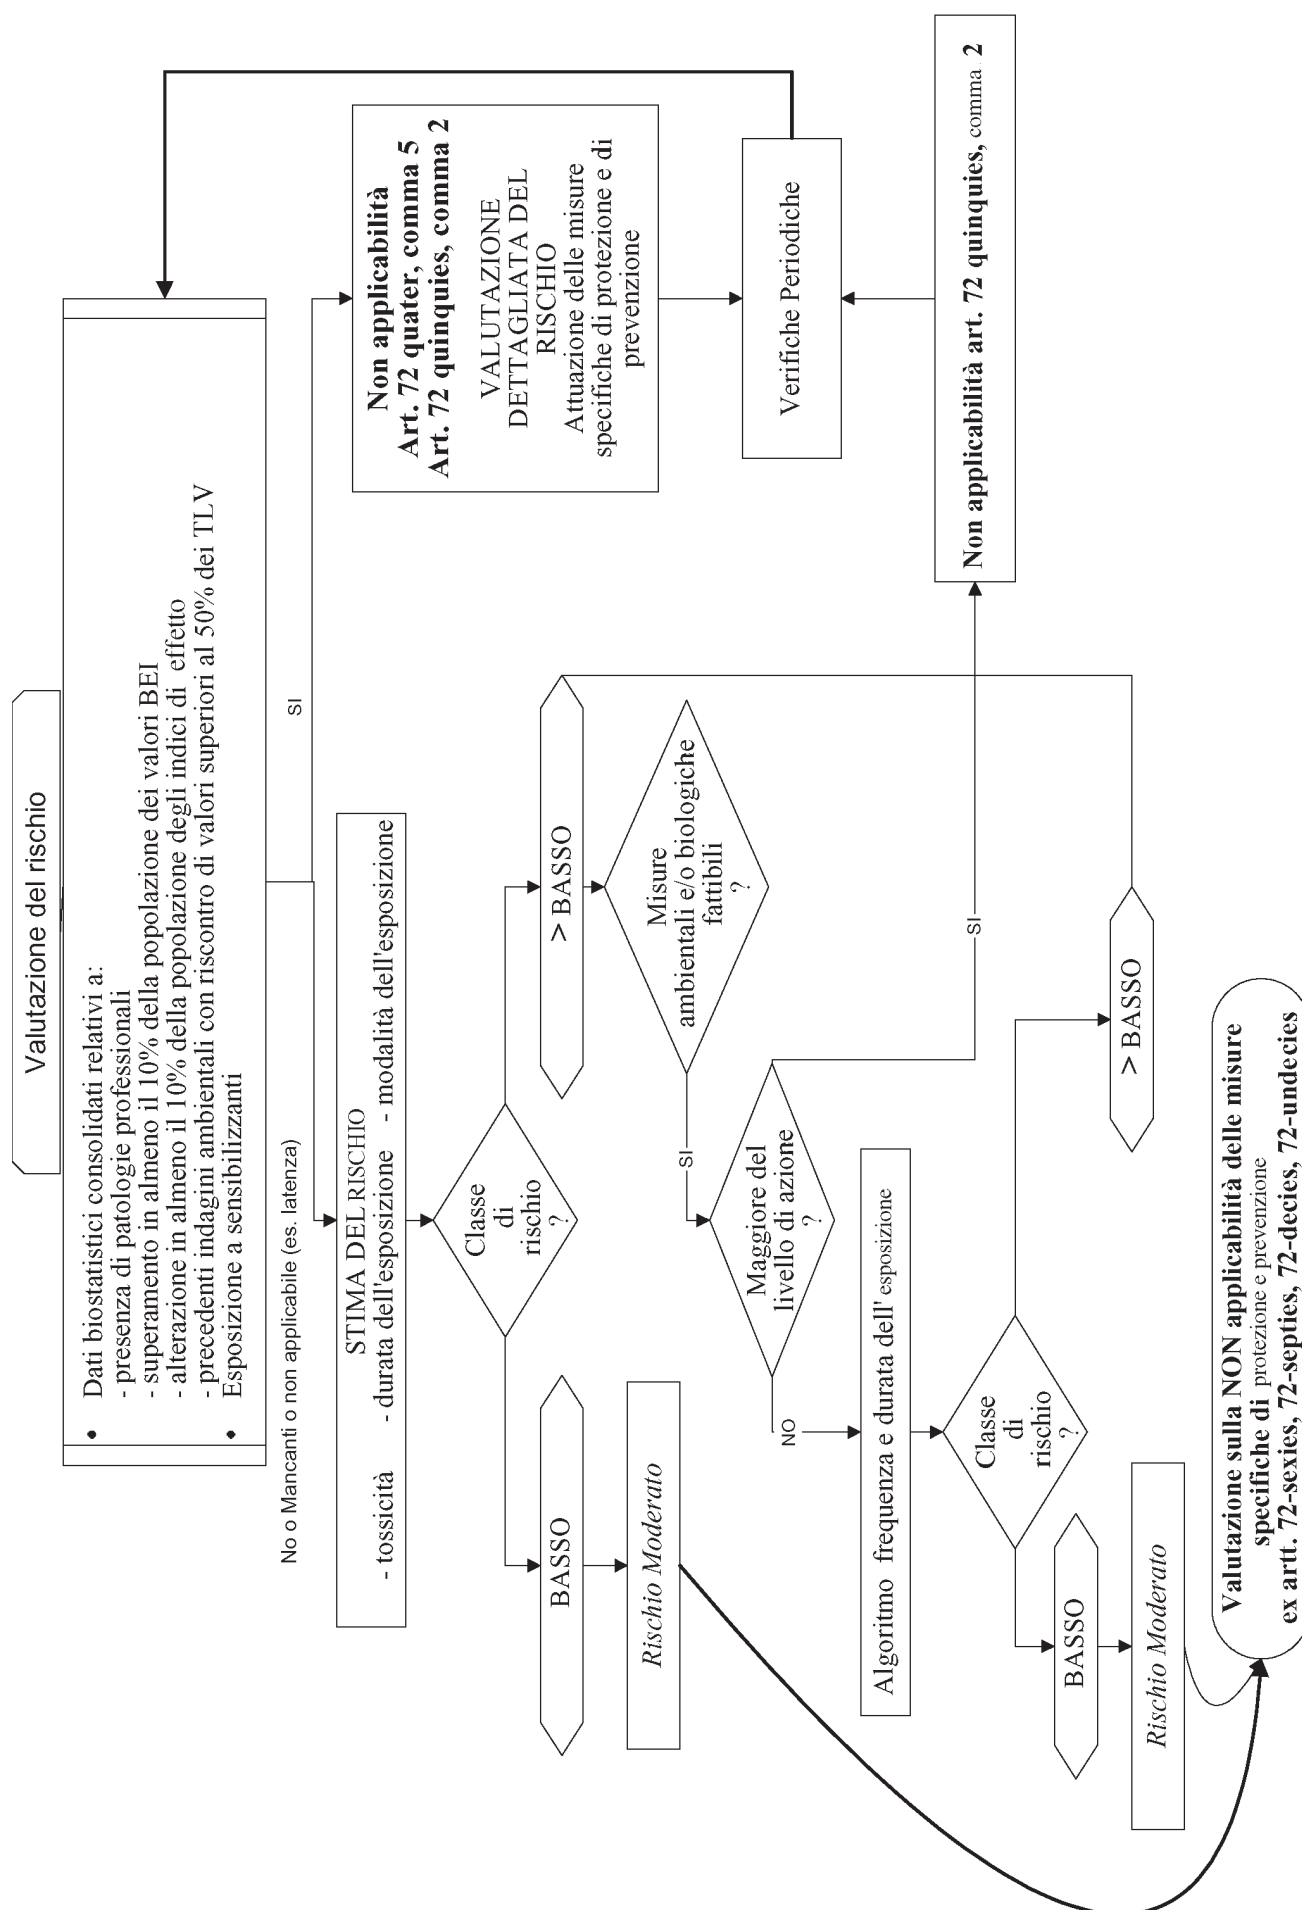 Valutazione del rischio
• Dati biostatistici consolidati relativi a:
- presenza di patologie professionali
- superamento in almeno il 10% della popolazione dei valori BEI
- alterazione in almeno il 10% della popolazione degli indici di effetto
- precedenti indagini ambientali con riscontro di valori superiori al 50% dei TLV
• Esposizione a sensibilizzanti
No o Mancanti o non applicabile (es. latenza)
SI
STIMA DEL RISCHIO
- tossicità - durata dell'esposizione - modalità dell'esposizione
Non applicabilità
Art. 72 quater, comma 5
Art. 72 quinquies, comma 2
VALUTAZIONE
DETTAGLIATA DEL
RISCHIO
Attuazione delle misure
specifiche di protezione e di
prevenzione
Classe
di
rischio
?
BASSO
> BASSO
Rischio Moderato
Misure
ambientali e/o biologiche
fattibili
?
SI
Maggiore del
livello di azione
?
NO
SI
Verifiche Periodiche
Algoritmo frequenza e durata dell' esposizione
Non applicabilità art. 72 quinquies, comma 2
Classe
di
rischio
?
BASSO
> BASSO
Rischio Moderato
Valutazione sulla NON applicabilità delle misure
specifiche di protezione e prevenzione
ex artt. 72-sexies, 72-septies, 72-decies, 72-undecies